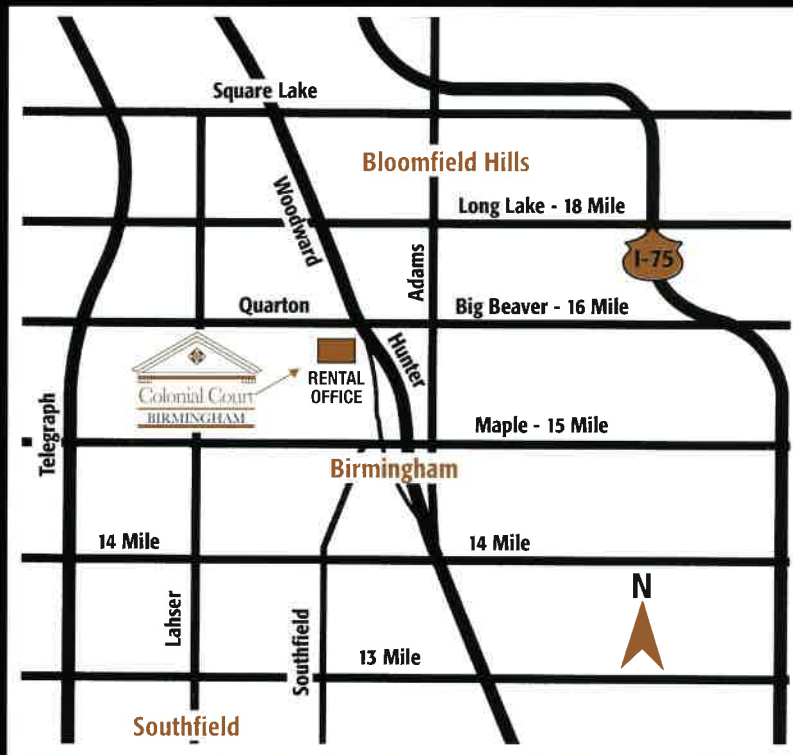 Square Lake
Bloomfield Hills
Woodward
Long Lake - 18 Mile
I-75
Adams
Quarton
Big Beaver - 16 Mile
Hunter
Colonial Court
BIRMINGHAM
RENTAL
OFFICE
Telegraph
Maple - 15 Mile
Birmingham
14 Mile
14 Mile
N
Lahser
Southfield
13 Mile
Southfield